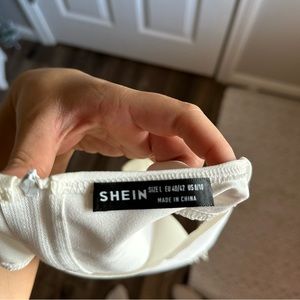 SHEIN SIZE L EU 40/42 US 8/10
MADE IN CHINA